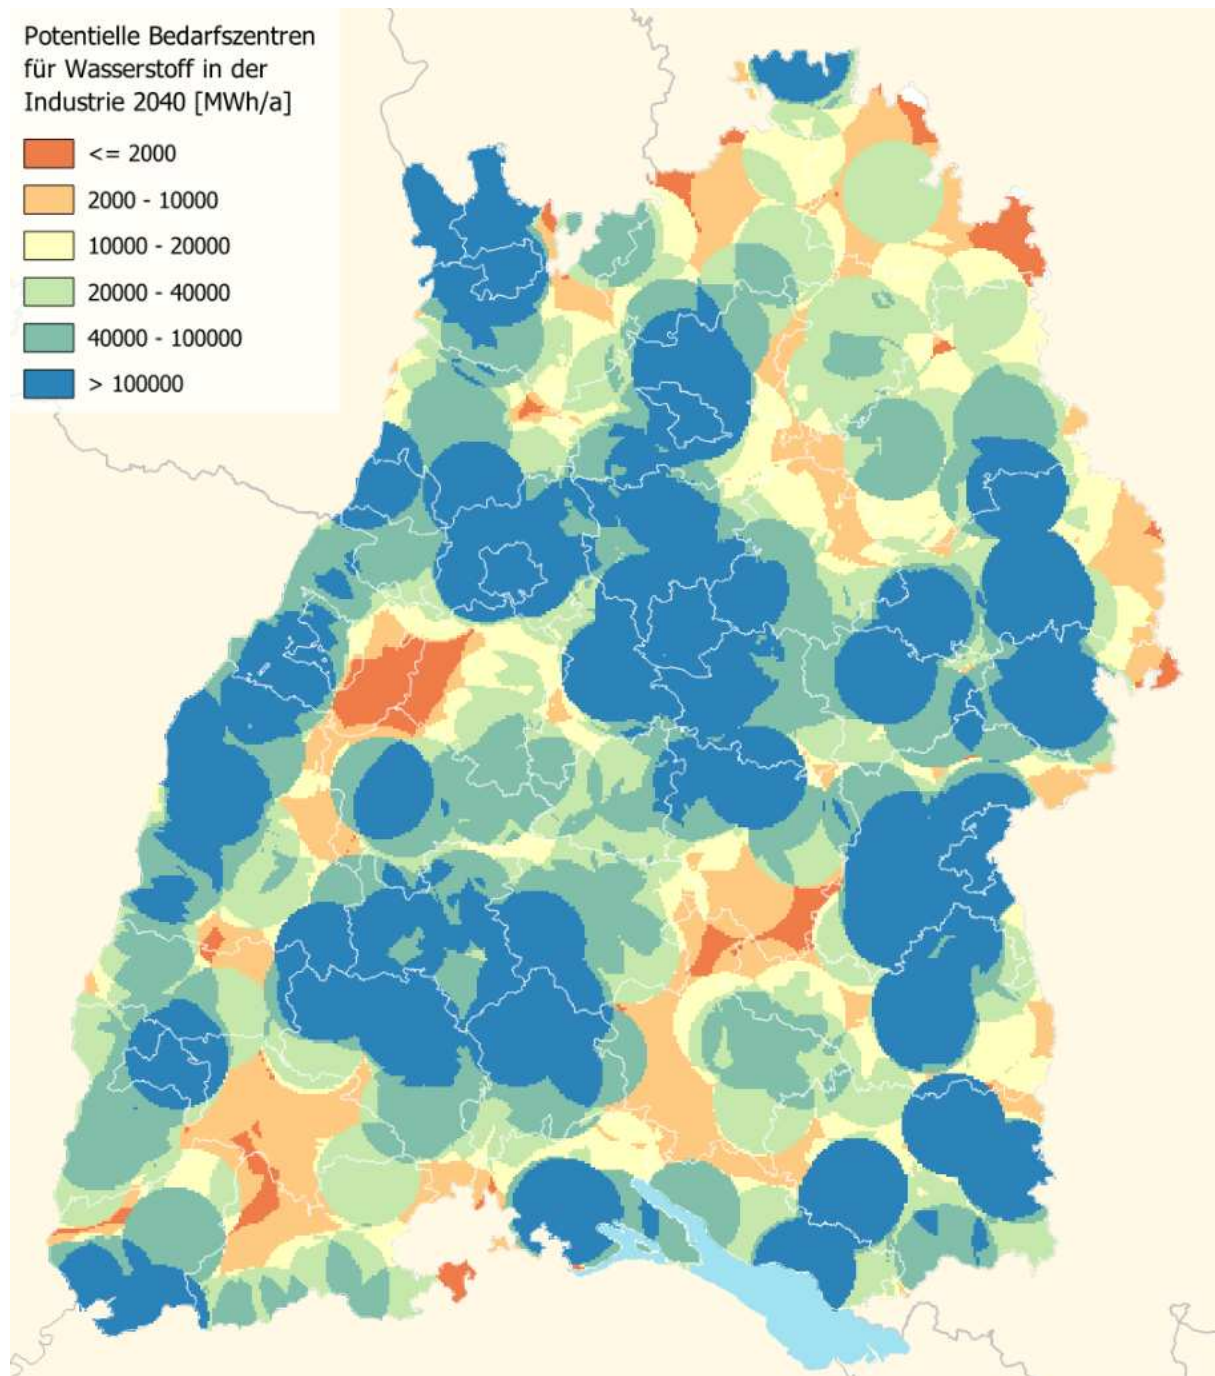 Potentielle Bedarfszentren
für Wasserstoff in der
Industrie 2040 [MWh/a]
<= 2000
2000 - 10000
10000 - 20000
20000 - 40000
40000 - 100000
> 100000